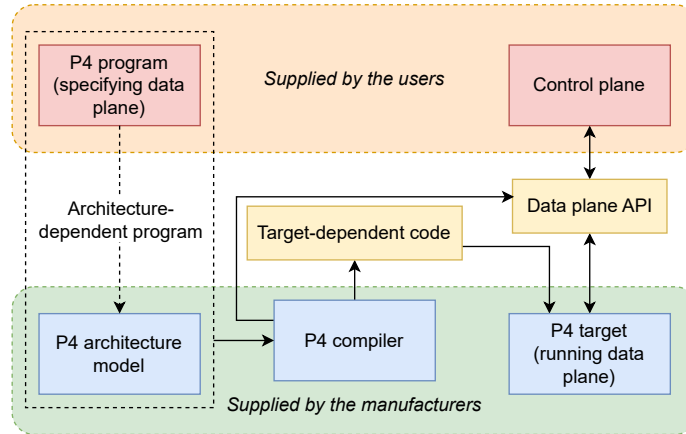 P4 program
(specifying data
plane)
Supplied by the users
Control plane
Architecture-
dependent program
Target-dependent code
Data plane API
P4 architecture
model
P4 compiler
P4 target
(running data
plane)
Supplied by the manufacturers